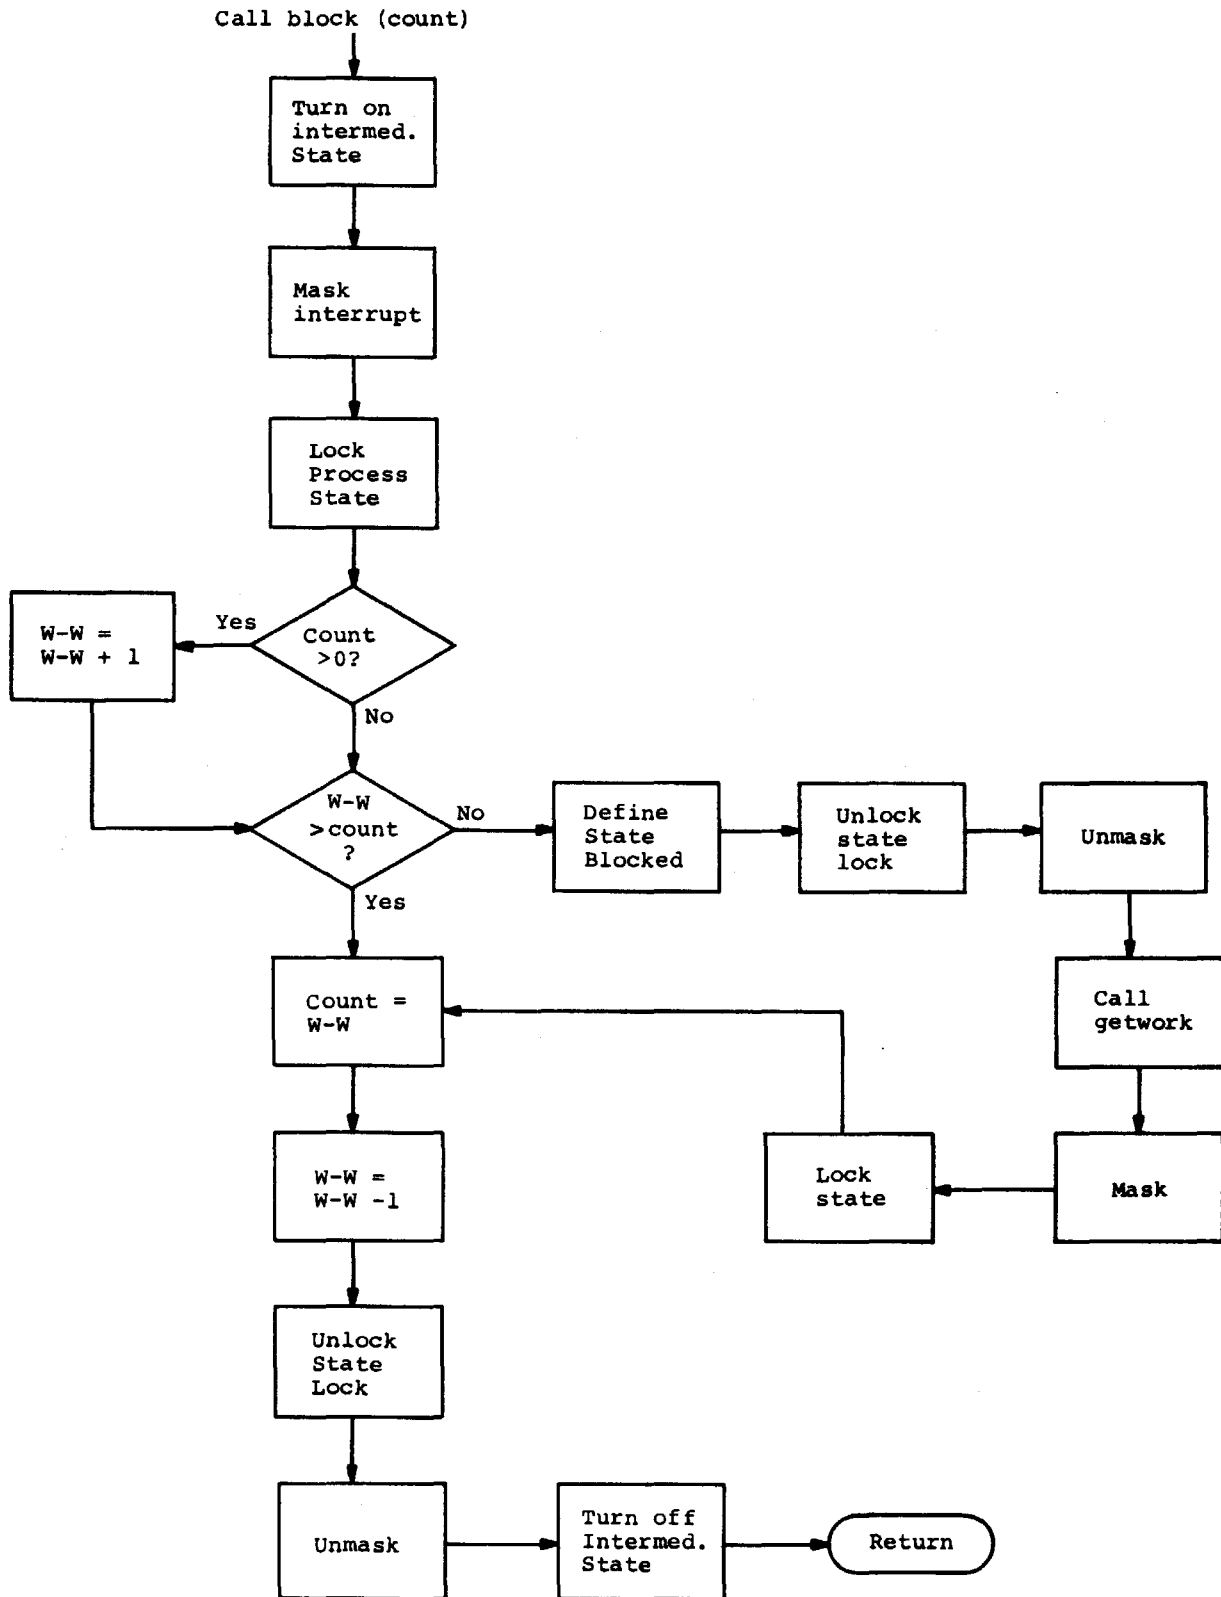 Call block (count)
Turn on
intermed.
State
Mask
interrupt
Lock
Process
State
Count
>0?
Yes
W-W =
W-W + 1
No
W-W
>count
?
No
Define
State
Blocked
Unlock
state
lock
Unmask
Yes
Call
getwork
Mask
Lock
state
Count =
W-W
W-W =
W-W -1
Unlock
State
Lock
Unmask
Turn off
Intermed.
State
Return